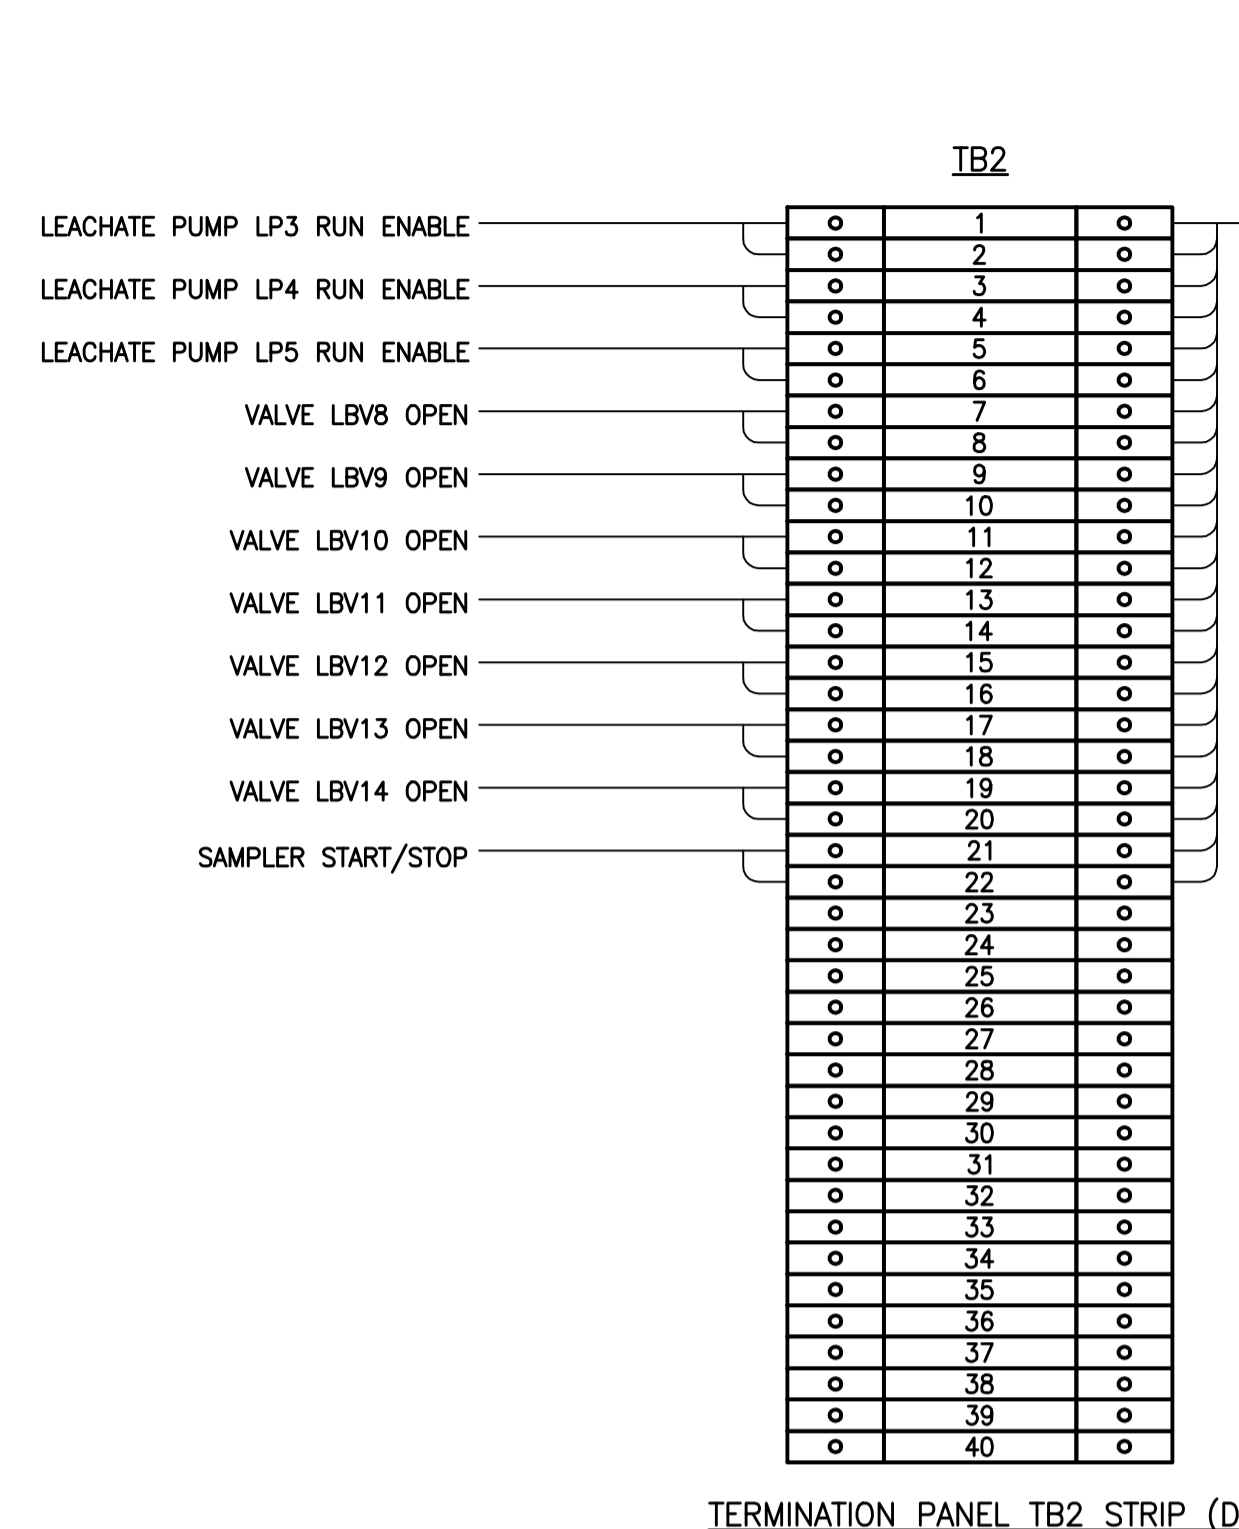 TB2
LEACHATE PUMP LP3 RUN ENABLE 1
2
LEACHATE PUMP LP4 RUN ENABLE 3
4
LEACHATE PUMP LP5 RUN ENABLE 5
6
VALVE LBV8 OPEN 7
8
VALVE LBV9 OPEN 9
10
VALVE LBV10 OPEN 11
12
VALVE LBV11 OPEN 13
14
VALVE LBV12 OPEN 15
16
VALVE LBV13 OPEN 17
18
VALVE LBV14 OPEN 19
20
SAMPLER START/STOP 21
22
23
24
25
26
27
28
29
30
31
32
33
34
35
36
37
38
39
40
TERMINATION PANEL TB2 STRIP (D